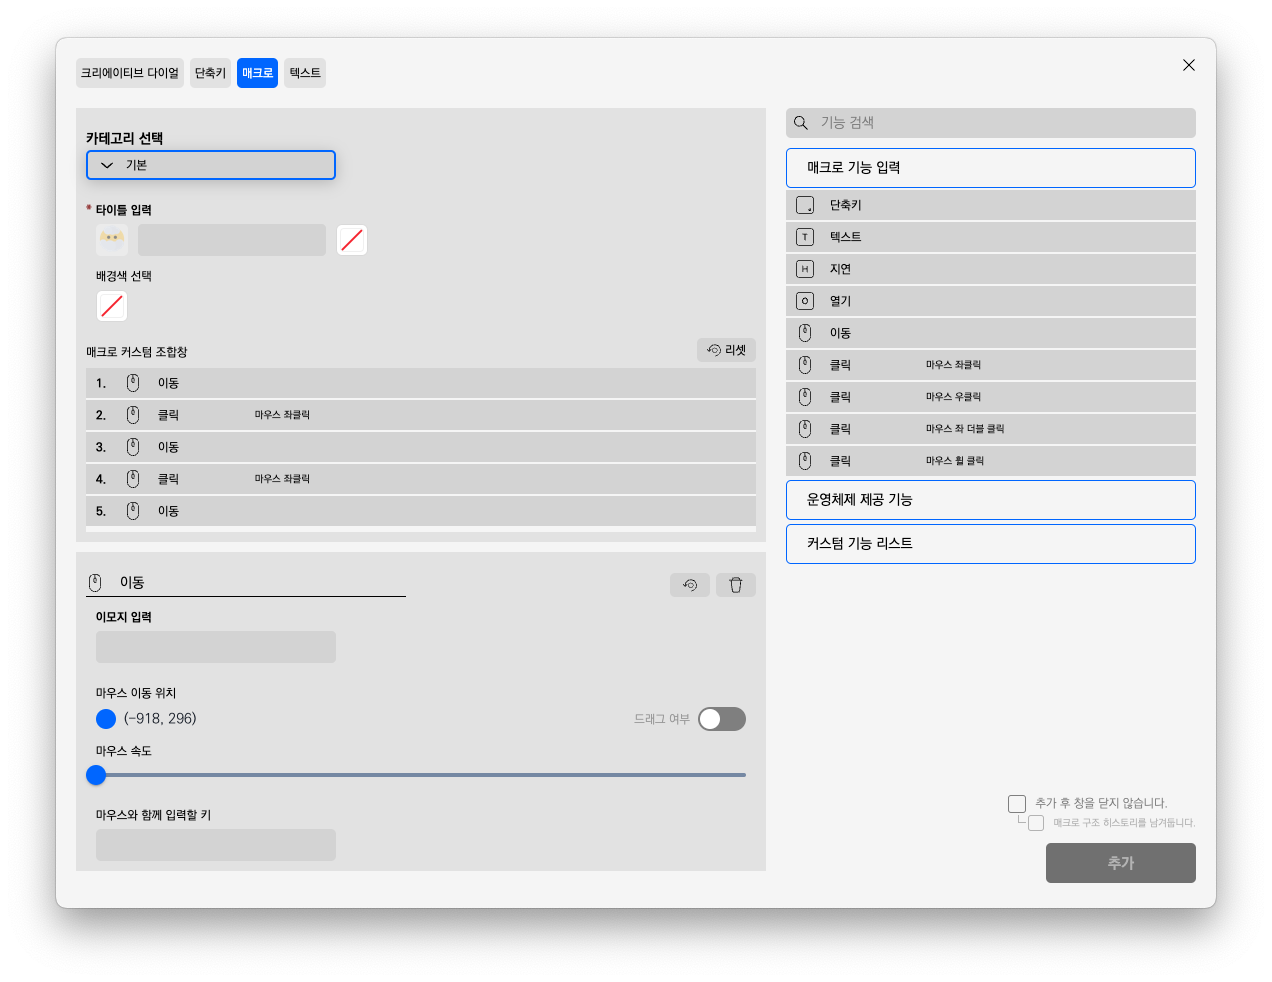 크리에이티브 다이얼 단축키 매크로 텍스트
카테고리 선택
기본
* 타이틀 입력
배경색 선택
매크로 커스텀 조합창 리셋
1. 이동
2. 클릭 마우스 좌클릭
3. 이동
4. 클릭 마우스 좌클릭
5. 이동
이동
이모지 입력
마우스 이동 위치
(-918, 296) 드래그 여부
마우스 속도
마우스와 함께 입력할 키
기능 검색
매크로 기능 입력
단축키
T 텍스트
H 지연
O 열기
이동
클릭 마우스 좌클릭
클릭 마우스 우클릭
클릭 마우스 좌 더블 클릭
클릭 마우스 휠 클릭
운영체제 제공 기능
커스텀 기능 리스트
추가 후 창을 닫지 않습니다.
매크로 구조 히스토리를 남겨둡니다.
추가